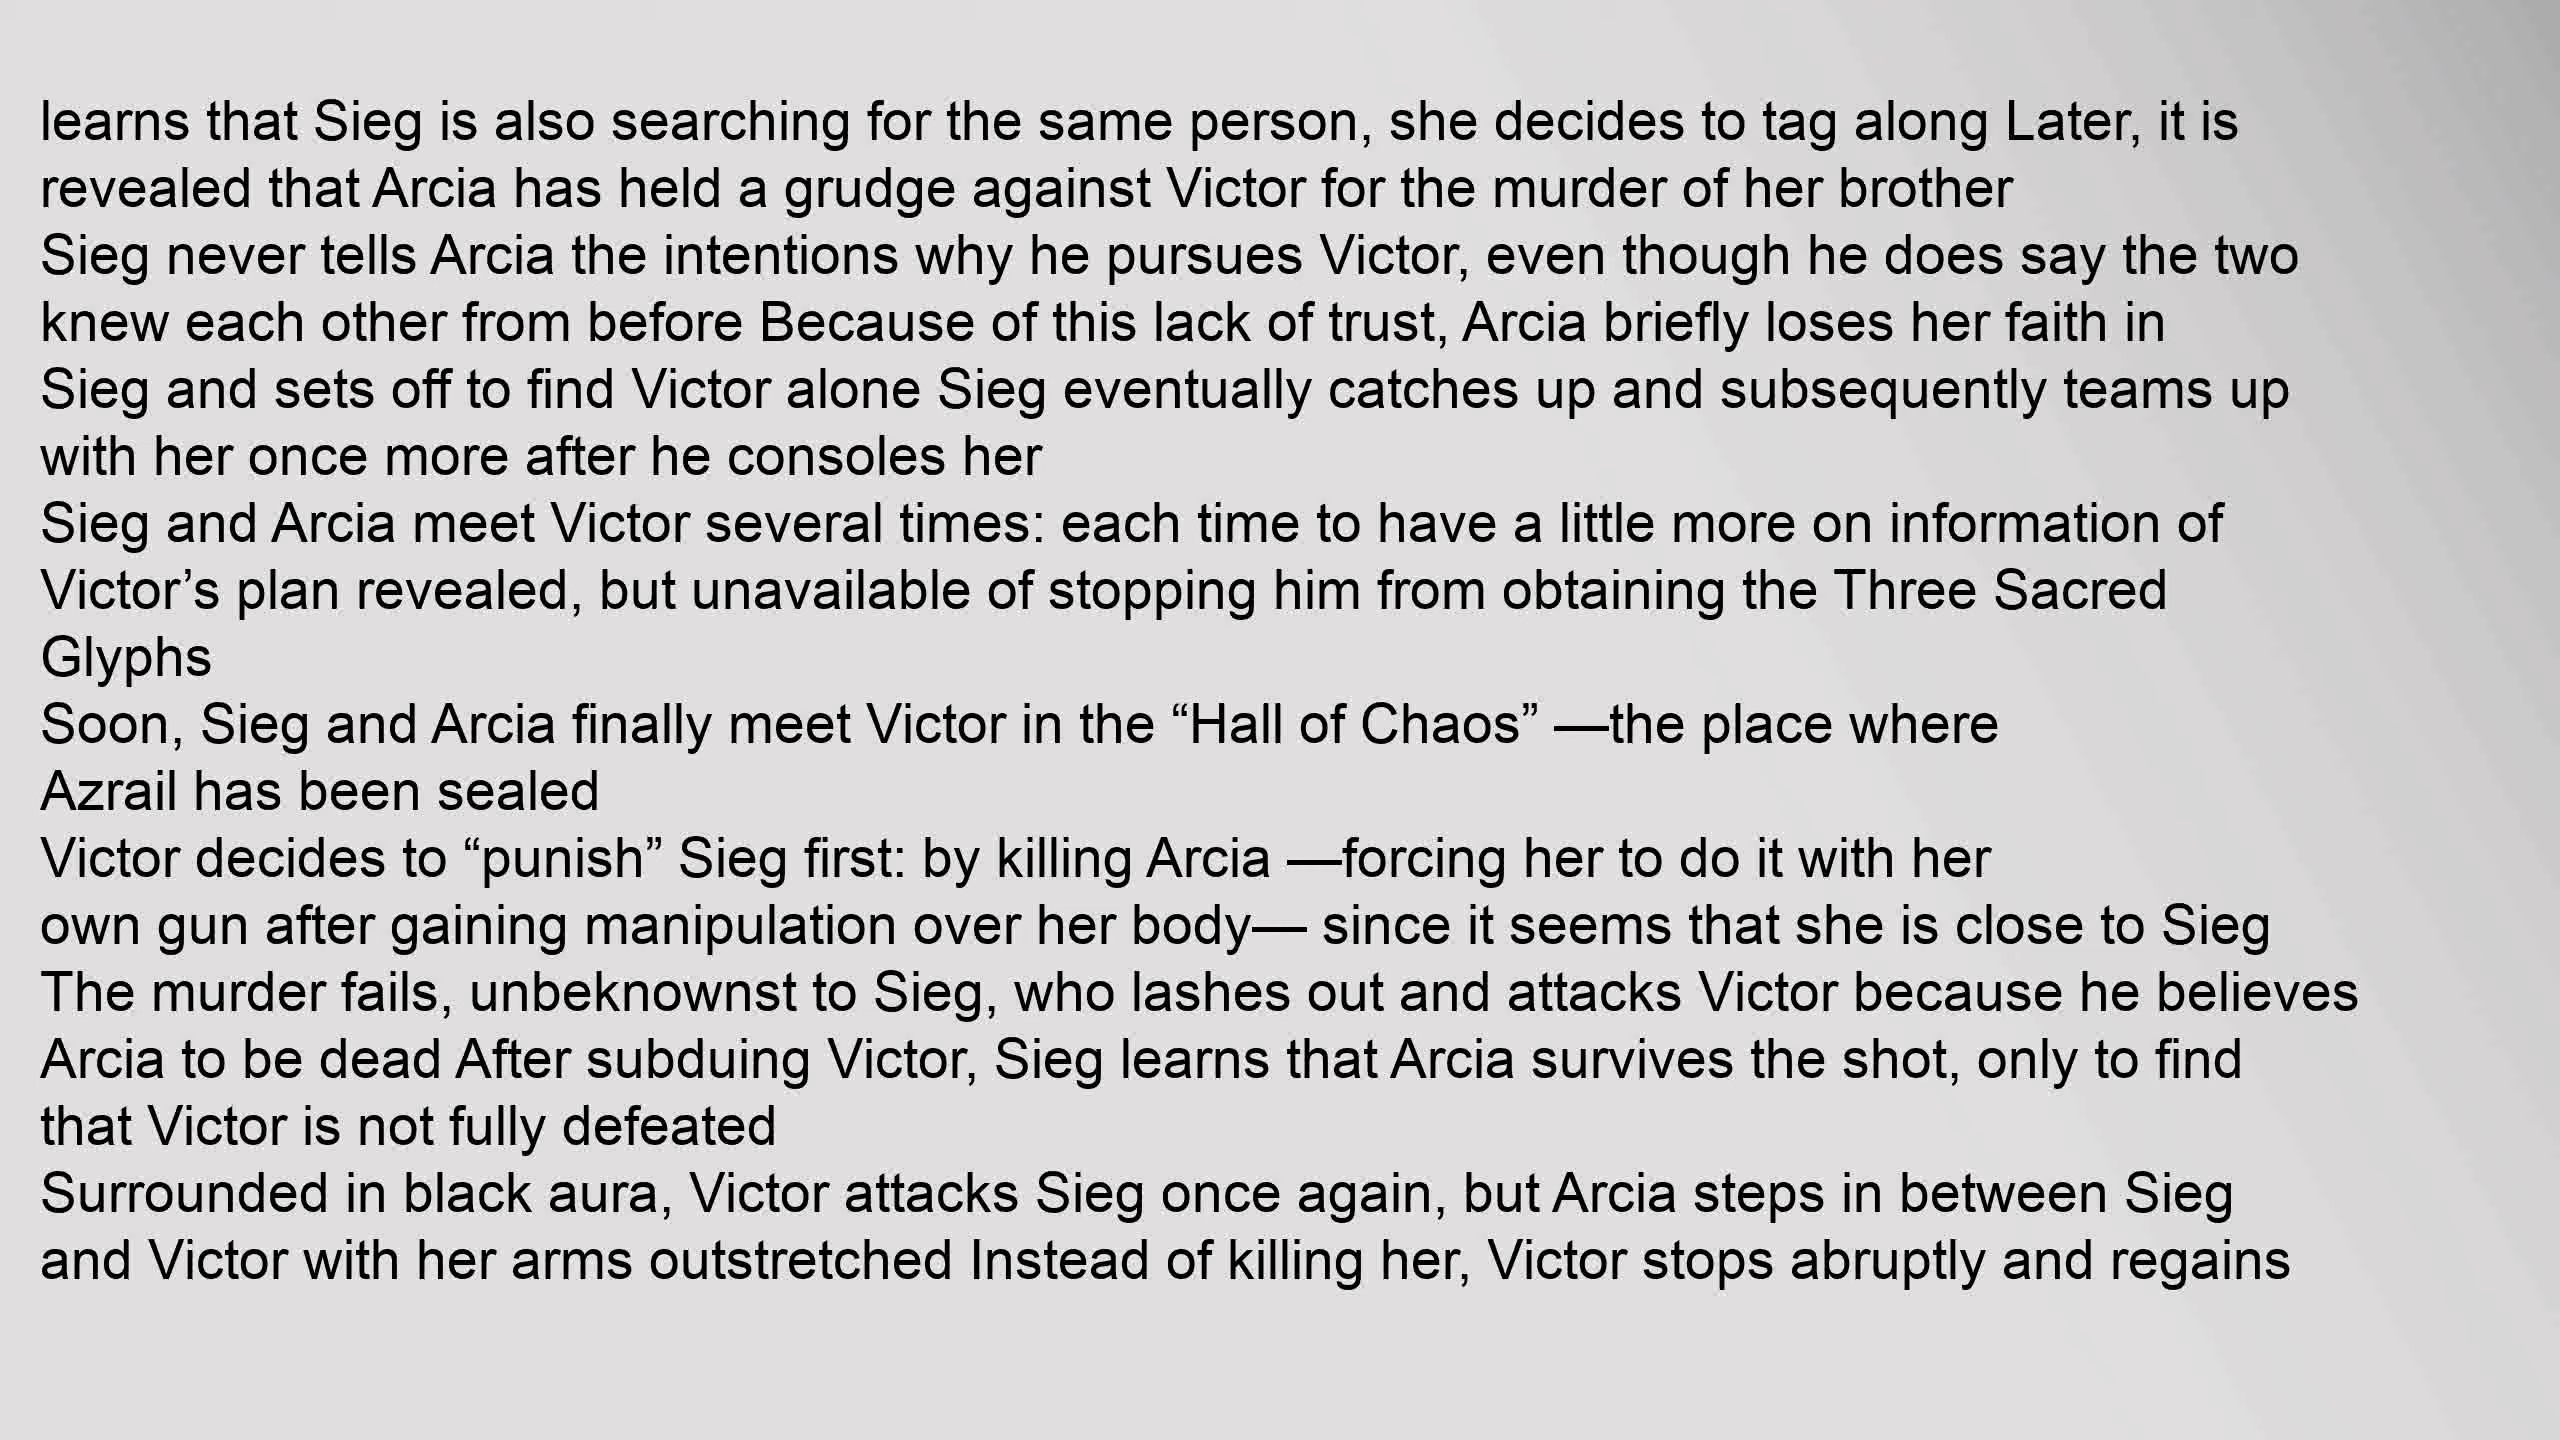 learns that Sieg is also searching for the same person, she decides to tag along Later, it is
revealed that Arcia has held a grudge against Victor for the murder of her brother
Sieg never tells Arcia the intentions why he pursues Victor, even though he does say the two
knew each other from before Because of this lack of trust, Arcia briefly loses her faith in
Sieg and sets off to find Victor alone Sieg eventually catches up and subsequently teams up
with her once more after he consoles her
Sieg and Arcia meet Victor several times: each time to have a little more on information of
Victor’s plan revealed, but unavailable of stopping him from obtaining the Three Sacred
Glyphs
Soon, Sieg and Arcia finally meet Victor in the “Hall of Chaos” —the place where
Azrail has been sealed
Victor decides to “punish” Sieg first: by killing Arcia —forcing her to do it with her
own gun after gaining manipulation over her body— since it seems that she is close to Sieg
The murder fails, unbeknownst to Sieg, who lashes out and attacks Victor because he believes
Arcia to be dead After subduing Victor, Sieg learns that Arcia survives the shot, only to find
that Victor is not fully defeated
Surrounded in black aura, Victor attacks Sieg once again, but Arcia steps in between Sieg
and Victor with her arms outstretched Instead of killing her, Victor stops abruptly and regains